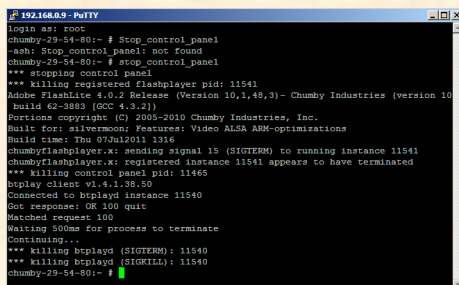 192.168.0.9 - PuTTY
login as: root
chumby-29-54-80:~ # Stop_control_panel
-ash: Stop_control_panel: not found
chumby-29-54-80:~ # stop_control_panel
*** stopping control panel
*** killing registered flashplayer pid: 11541
Adobe FlashLite 4.0.2 Release (Version 10,1,48,3)- Chumby Industries (version 10
 build 62-3883 [GCC 4.3.2])
Portions copyright (C) 2005-2010 Chumby Industries, Inc.
Built for: silvermoon; Features: Video ALSA ARM-optimizations
Build time: Thu 07Jul2011 1316
chumbyflashplayer.x: sending signal 15 (SIGTERM) to running instance 11541
chumbyflashplayer.x: registered instance 11541 appears to have terminated
*** killing control panel pid: 11465
btplay client v1.4.1.38.50
Connected to btplayd instance 11540
Got response: OK 100 quit
Matched request 100
Waiting 500ms for process to terminate
Continuing...
*** killing btplayd (SIGTERM): 11540
*** killing btplayd (SIGKILL): 11540
chumby-29-54-80:~ #